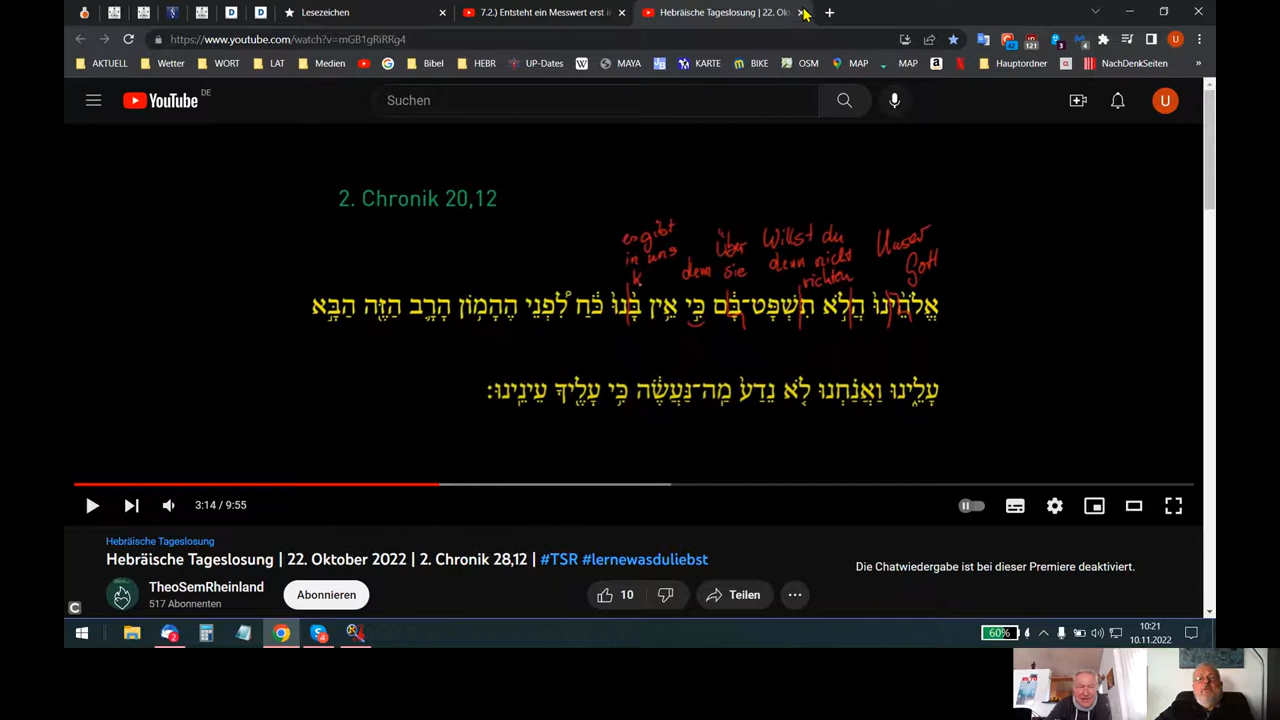 Lesezeichen
7.2.) Entsteht ein Messwert erst in
Hebräische Tageslosung | 22. Okt
https://www.youtube.com/watch?v=mGB1gRiRRg4
AKTUELL Wetter WORT LAT Medien Bibel HEBR UP-Dates MAYA KARTE BIKE OSM MAP MAP Hauptordner NachDenkSeiten
YouTube DE
Suchen
U
2. Chronik 20,12
es gibt in uns k
dem
über sie
Willst du denn nicht richten
Unser Gott
אֱלֹהֵ֙ינוּ֙ הֲלֹ֣א תִשְׁפָּט־בָּ֔ם כִּ֣י אֵ֥ין בָּ֙נוּ֙ כֹּ֔חַ לִ֠פְנֵי הֶהָמ֥וֹן הָרָ֛ב הַזֶּ֖ה הַבָּ֣א
עָלֵ֑ינוּ וַאֲנַ֗חְנוּ לֹ֤א נֵדַע֙ מַֽה־נַּעֲשֶׂ֔ה כִּ֥י עָלֶ֖יךָ עֵינֵֽינוּ׃
3:14 / 9:55
Hebräische Tageslosung
Hebräische Tageslosung | 22. Oktober 2022 | 2. Chronik 28,12 | #TSR #lernewasduliebst
TheoSemRheinland
517 Abonnenten
Abonnieren
10
Teilen
Die Chatwiedergabe ist bei dieser Premiere deaktiviert.
60%
10:21
10.11.2022